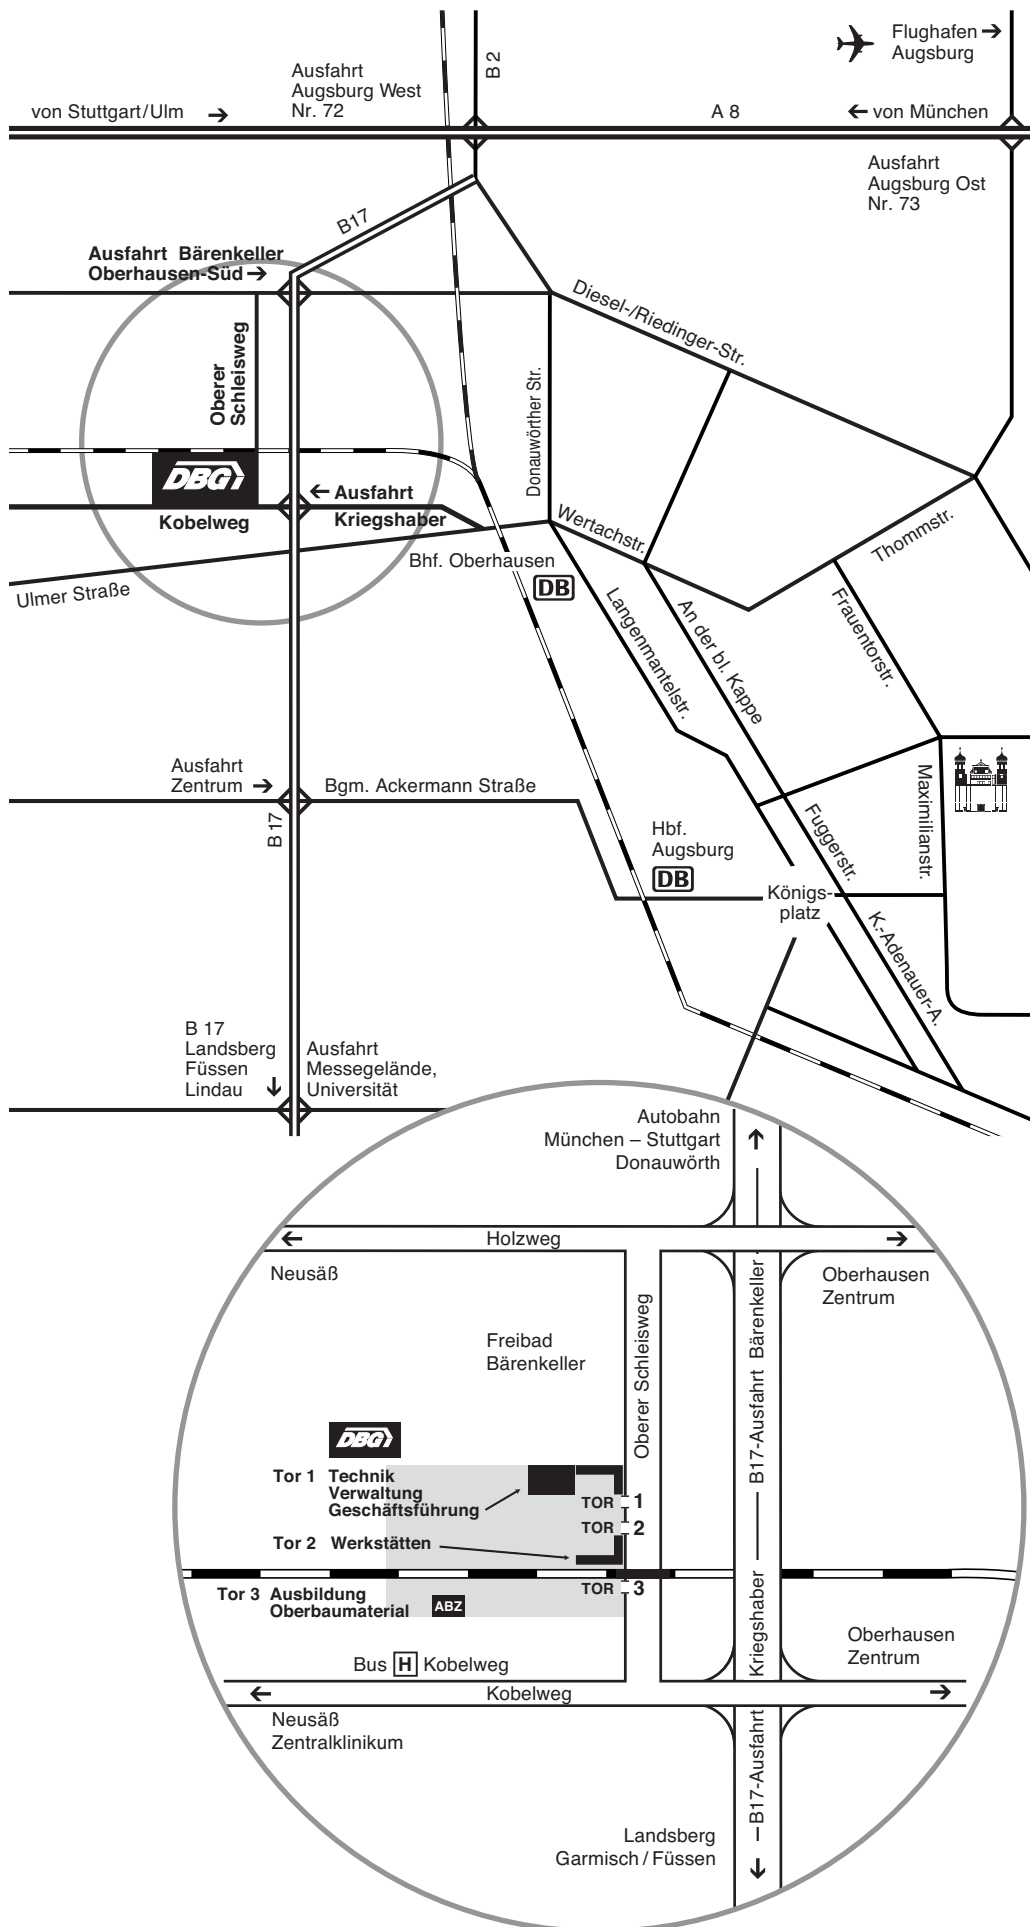 Flughafen →
Augsburg
B 2
Ausfahrt
Augsburg West
Nr. 72
von Stuttgart/Ulm →
A 8
← von München
Ausfahrt
Augsburg Ost
Nr. 73
B17
Ausfahrt Bärenkeller
Oberhausen-Süd →
Diesel-/Riedinger-Str.
Oberer
Schleisweg
Donauwörther Str.
DBG
← Ausfahrt
Kriegshaber
Kobelweg
Wertachstr.
Thommstr.
Bhf. Oberhausen
DB
Ulmer Straße
Langenmantelstr.
An der bl. Kappe
Frauentorstr.
Ausfahrt
Zentrum →
Bgm. Ackermann Straße
B 17
Maximilianstr.
Fuggerstr.
Hbf.
Augsburg
DB
Königs-
platz
K.-Adenauer-A.
B 17
Landsberg
Füssen
Lindau ↓
Ausfahrt
Messegelände,
Universität
Autobahn
München – Stuttgart
Donauwörth
↑
← Holzweg →
Neusäß
Oberhausen
Zentrum
Freibad
Bärenkeller
Oberer Schleisweg
B17-Ausfahrt Bärenkeller
DBG
Tor 1 Technik
Verwaltung
Geschäftsführung
TOR 1
TOR 2
Tor 2 Werkstätten
Tor 3 Ausbildung
Oberbaumaterial
ABZ
TOR 3
B17-Ausfahrt Kriegshaber
Oberhausen
Zentrum
Bus H Kobelweg
← Kobelweg →
Neusäß
Zentralklinikum
Landsberg
Garmisch / Füssen
↓